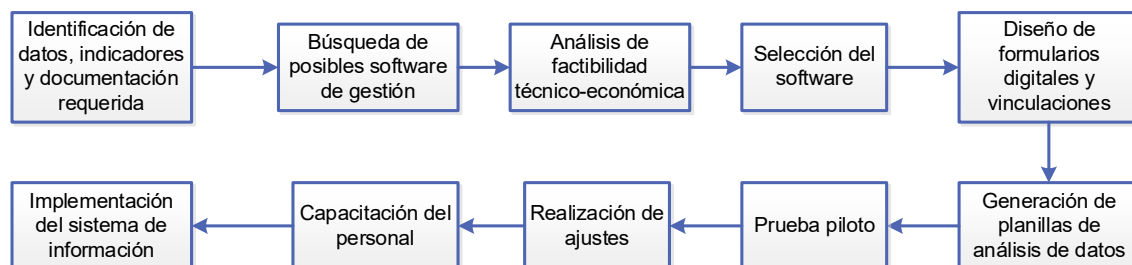 Identificación de
datos, indicadores
y documentación
requerida
Búsqueda de
posibles software
de gestión
Análisis de
factibilidad
técnico-económica
Selección del
software
Diseño de
formularios
digitales y
vinculaciones
Generación de
planillas de
análisis de datos
Prueba piloto
Realización de
ajustes
Capacitación del
personal
Implementación
del sistema de
información